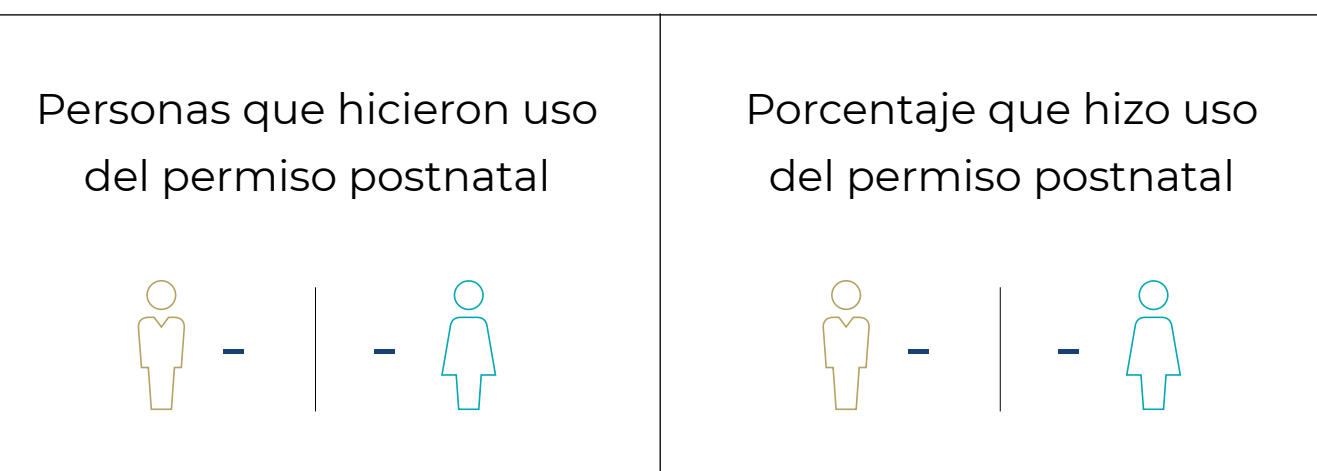 Personas que hicieron uso
del permiso postnatal
- -
Porcentaje que hizo uso
del permiso postnatal
- -